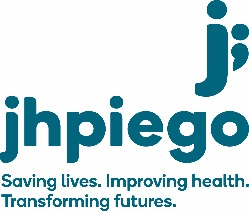 j;
jhpiego
Saving lives. Improving health.
Transforming futures.